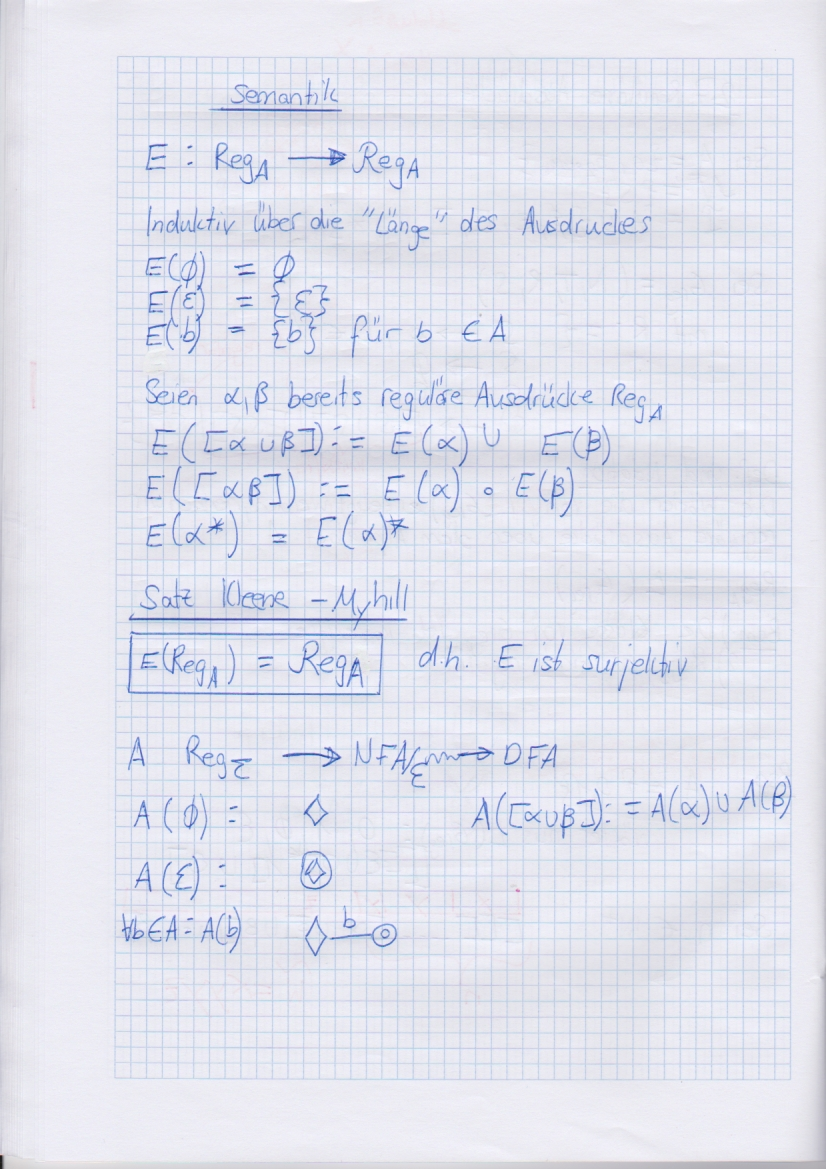 Semantik
E : Reg_A ⟶ Reg_A
Induktiv über die "Länge" des Ausdruckes
E(∅) = ∅
E(ε) = {ε}
E(b) = {b} für b ∈ A
Seien α, β bereits reguläre Ausdrücke Reg_A
E([α ∪ β]) := E(α) ∪ E(β)
E([αβ]) := E(α) ∘ E(β)
E(α*) = E(α)*
Satz Kleene - Myhill
E(Reg_A) = Reg_A d.h. E ist surjektiv
A Reg_Σ ⟶ NFA/ε ⟶ DFA
A(∅) : A([α∪β]) := A(α) ∪ A(β)
A(ε) :
∀b∈A : A(b) b